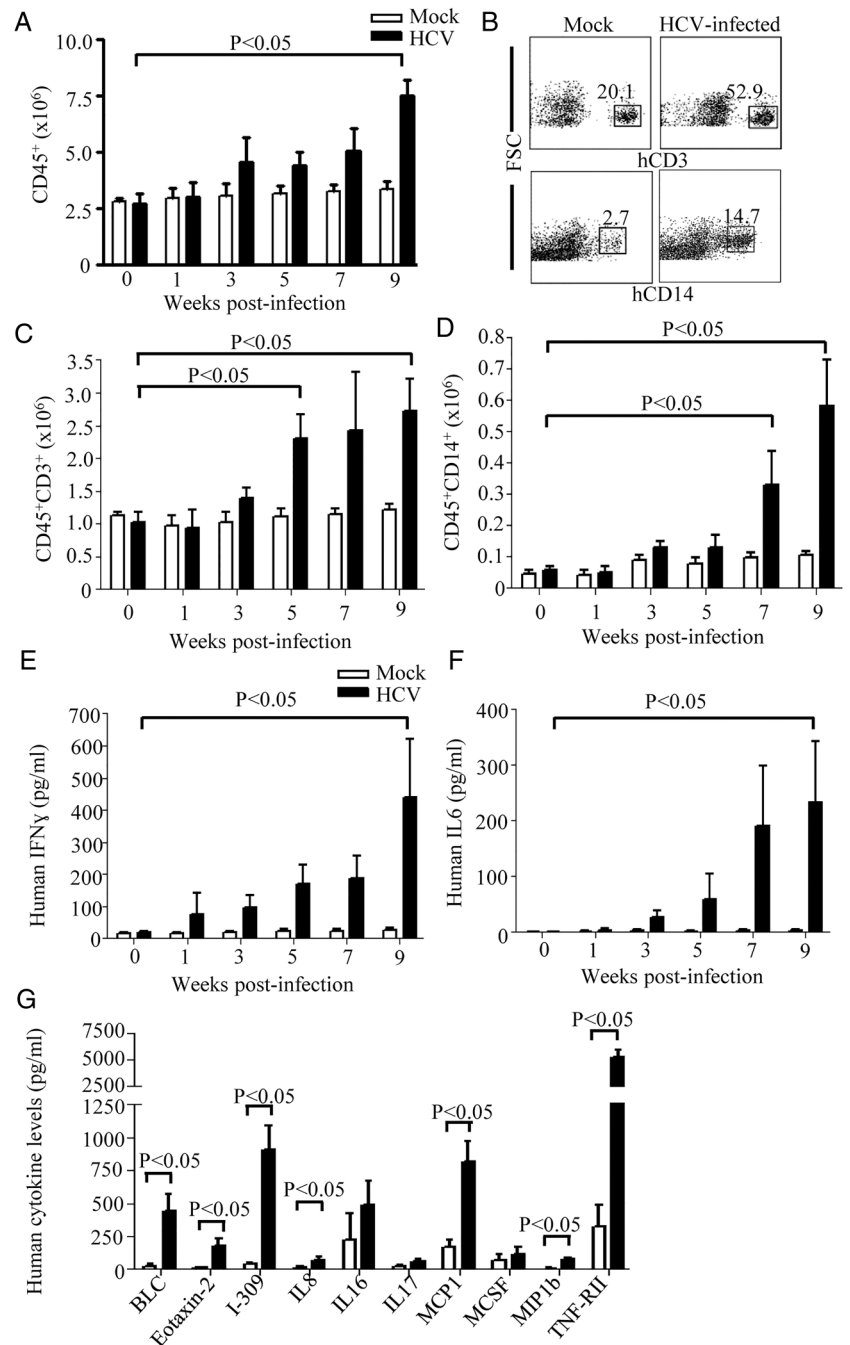 A
Mock
HCV
P<0.05
10.0
7.5
5.0
2.5
0
CD45⁺ (x10⁶)
0 1 3 5 7 9
Weeks post-infection
B
Mock HCV-infected
20.1 52.9
hCD3
FSC
2.7 14.7
hCD14
C
P<0.05
P<0.05
3.5
3.0
2.5
2.0
1.5
1.0
0.5
0
CD45⁺CD3⁺ (x10⁶)
0 1 3 5 7 9
Weeks post-infection
D
P<0.05
P<0.05
0.8
0.7
0.6
0.5
0.4
0.3
0.2
0.1
0
CD45⁺CD14⁺ (x10⁶)
0 1 3 5 7 9
Weeks post-infection
E
Mock
HCV
P<0.05
700
600
500
400
300
200
100
0
Human IFNɣ (pg/ml)
0 1 3 5 7 9
Weeks post-infection
F
P<0.05
400
300
200
100
0
Human IL6 (pg/ml)
0 1 3 5 7 9
Weeks post-infection
G
7500
5000
2500
1250
1000
750
500
250
0
Human cytokine levels (pg/ml)
P<0.05
P<0.05
P<0.05
P<0.05
P<0.05
P<0.05
P<0.05
BLC
Eotaxin-2
I-309
IL8
IL16
IL17
MCP1
MCSF
MIP1b
TNF-RII